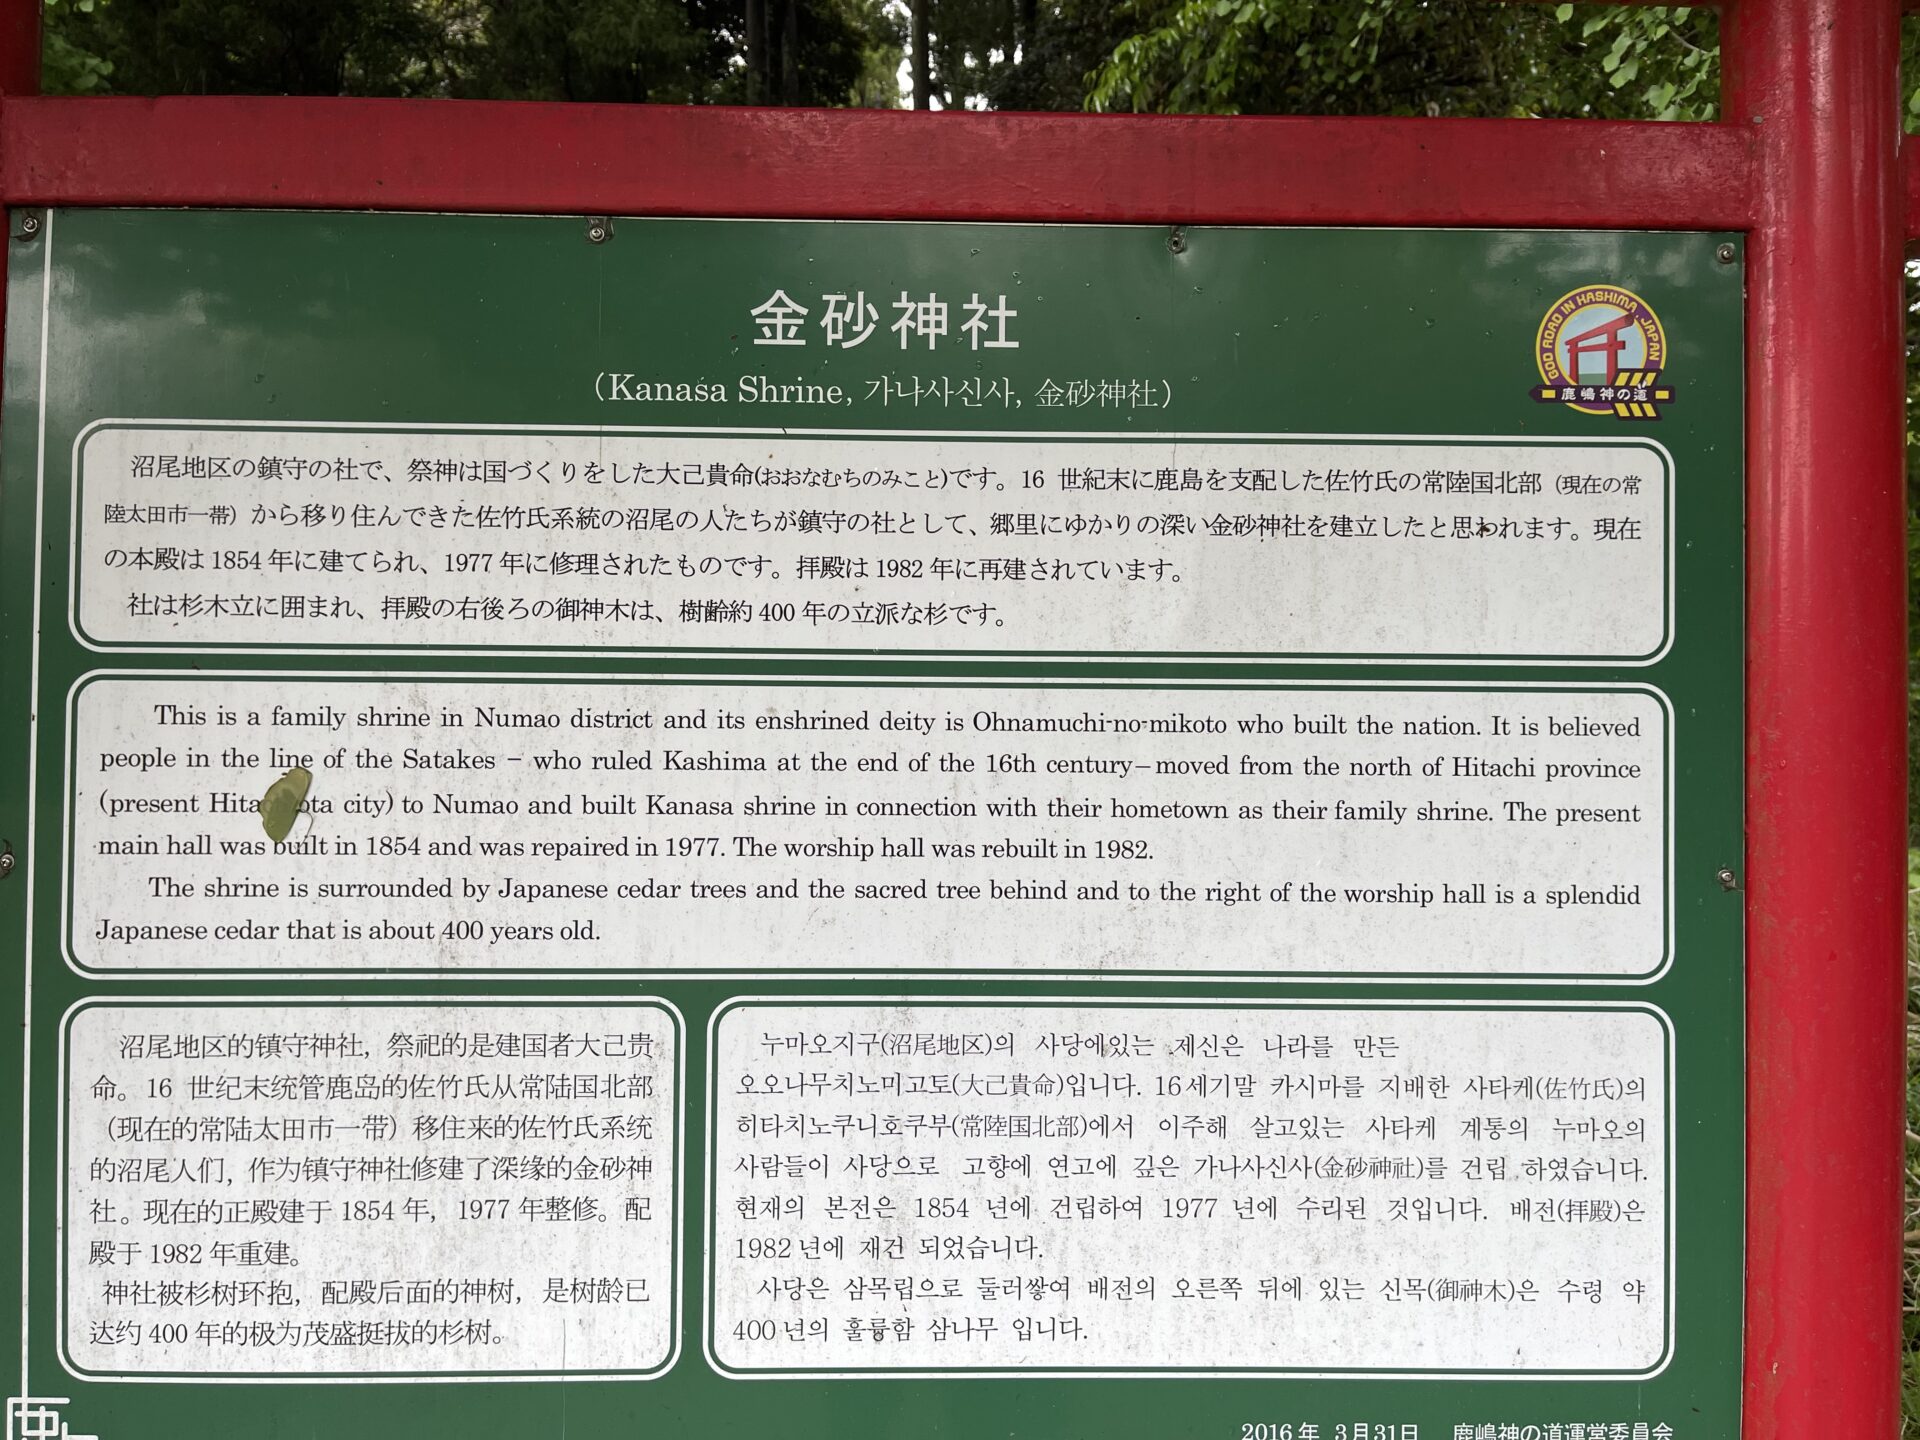 金砂神社
(Kanasa Shrine, 가나사신사, 金砂神社)
GOD ROAD IN KASHIMA, JAPAN
鹿嶋神の道
沼尾地区の鎮守の社で、祭神は国づくりをした大己貴命(おおなむちのみこと)です。16 世紀末に鹿島を支配した佐竹氏の常陸国北部（現在の常
陸太田市一帯）から移り住んできた佐竹氏系統の沼尾の人たちが鎮守の社として、郷里にゆかりの深い金砂神社を建立したと思われます。現在
の本殿は 1854 年に建てられ、1977 年に修理されたものです。拝殿は 1982 年に再建されています。
社は杉木立に囲まれ、拝殿の右後ろの御神木は、樹齢約 400 年の立派な杉です。
This is a family shrine in Numao district and its enshrined deity is Ohnamuchi-no-mikoto who built the nation. It is believed
people in the line of the Satakes – who ruled Kashima at the end of the 16th century – moved from the north of Hitachi province
(present city) to Numao and built Kanasa shrine in connection with their hometown as their family shrine. The present
main hall was built in 1854 and was repaired in 1977. The worship hall was rebuilt in 1982.
The shrine is surrounded by Japanese cedar trees and the sacred tree behind and to the right of the worship hall is a splendid
Japanese cedar that is about 400 years old.
沼尾地区的镇守神社，祭祀的是建国者大己贵
命。16 世纪末统管鹿岛的佐竹氏从常陆国北部
（现在的常陆太田市一带）移住来的佐竹氏系统
的沼尾人们，作为镇守神社修建了深缘的金砂神
社。现在的正殿建于 1854 年，1977 年整修。配
殿于 1982 年重建。
神社被杉树环抱，配殿后面的神树，是树龄已
达约 400 年的极为茂盛挺拔的杉树。
누마오지구(沼尾地区)의 사당에있는 제신은 나라를 만든
오오나무치노미고토(大己貴命)입니다. 16세기말 카시마를 지배한 사타케(佐竹氏)의
히타치노쿠니호쿠부(常陸国北部)에서 이주해 살고있는 사타케 계통의 누마오의
사람들이 사당으로 고향에 연고에 깊은 가나사신사(金砂神社)를 건립 하였습니다.
현재의 본전은 1854 년에 건립하여 1977 년에 수리된 것입니다. 배전(拝殿)은
1982년에 재건 되었습니다.
사당은 삼목립으로 둘러쌓여 배전의 오른쪽 뒤에 있는 신목(御神木)은 수령 약
400년의 훌륭함 삼나무 입니다.
2016年 3月31日 鹿嶋神の道運営委員会